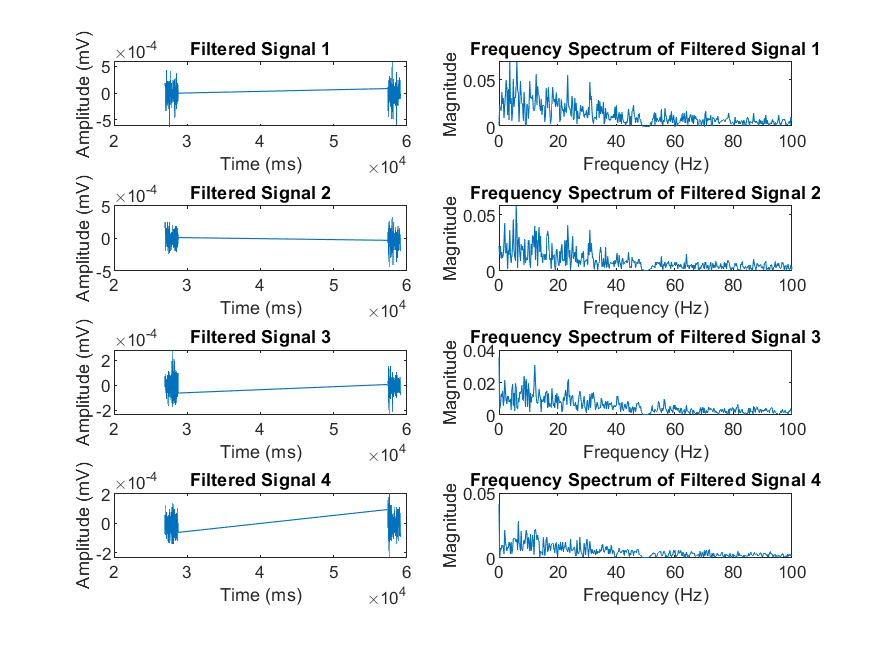 ×10⁻⁴ Filtered Signal 1
Amplitude (mV)
5
0
-5
2 3 4 5 6
Time (ms)
×10⁴
Frequency Spectrum of Filtered Signal 1
Magnitude
0.05
0
0 20 40 60 80 100
Frequency (Hz)
×10⁻⁴ Filtered Signal 2
Amplitude (mV)
5
0
-5
2 3 4 5 6
Time (ms)
×10⁴
Frequency Spectrum of Filtered Signal 2
Magnitude
0.05
0
0 20 40 60 80 100
Frequency (Hz)
×10⁻⁴ Filtered Signal 3
Amplitude (mV)
2
0
-2
2 3 4 5 6
Time (ms)
×10⁴
Frequency Spectrum of Filtered Signal 3
Magnitude
0.04
0.02
0
0 20 40 60 80 100
Frequency (Hz)
×10⁻⁴ Filtered Signal 4
Amplitude (mV)
2
0
-2
2 3 4 5 6
Time (ms)
×10⁴
Frequency Spectrum of Filtered Signal 4
Magnitude
0.05
0
0 20 40 60 80 100
Frequency (Hz)